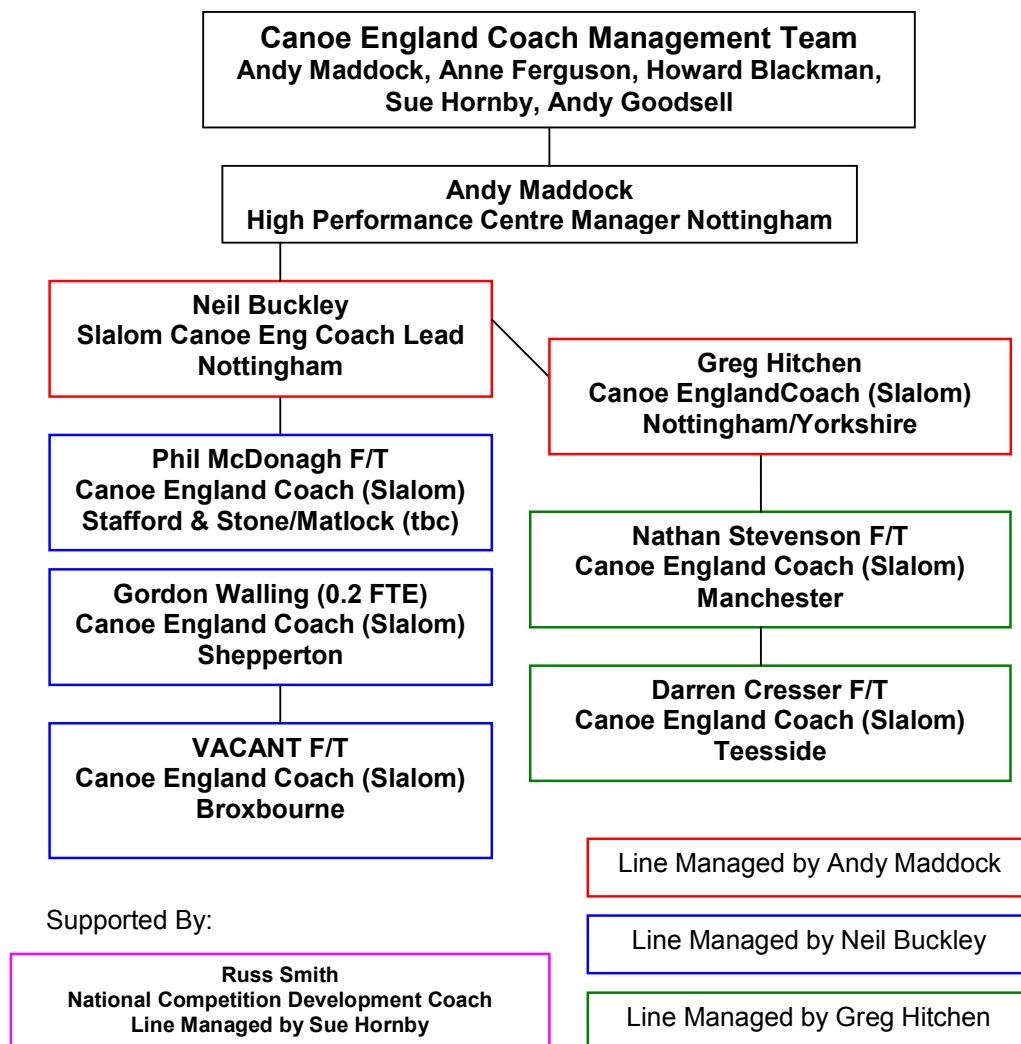 Canoe England Coach Management Team
Andy Maddock, Anne Ferguson, Howard Blackman,
Sue Hornby, Andy Goodsell
Andy Maddock
High Performance Centre Manager Nottingham
Neil Buckley
Slalom Canoe Eng Coach Lead
Nottingham
Greg Hitchen
Canoe EnglandCoach (Slalom)
Nottingham/Yorkshire
Phil McDonagh F/T
Canoe England Coach (Slalom)
Stafford & Stone/Matlock (tbc)
Nathan Stevenson F/T
Canoe England Coach (Slalom)
Manchester
Gordon Walling (0.2 FTE)
Canoe England Coach (Slalom)
Shepperton
Darren Cresser F/T
Canoe England Coach (Slalom)
Teesside
VACANT F/T
Canoe England Coach (Slalom)
Broxbourne
Line Managed by Andy Maddock
Supported By:
Line Managed by Neil Buckley
Russ Smith
National Competition Development Coach
Line Managed by Sue Hornby
Line Managed by Greg Hitchen